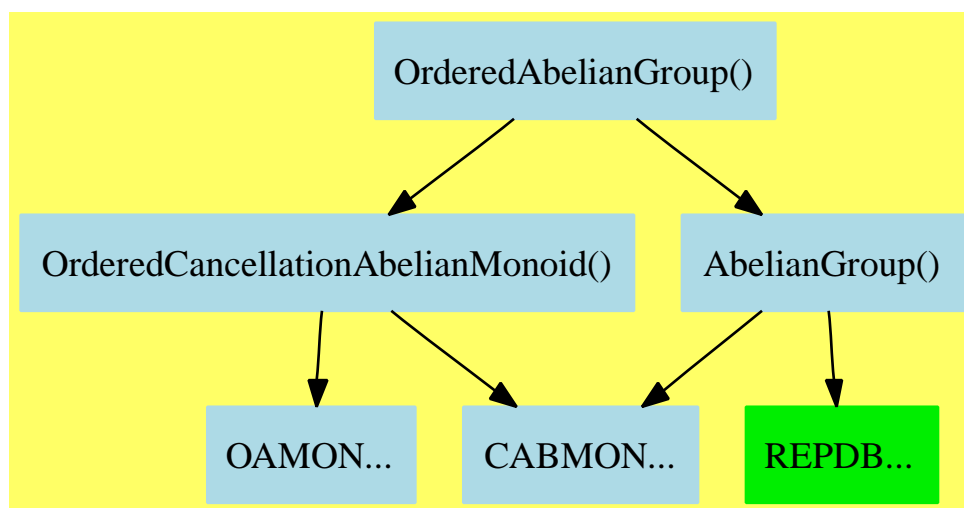 OrderedAbelianGroup()
OrderedCancellationAbelianMonoid()
AbelianGroup()
OAMON...
CABMON...
REPDB...